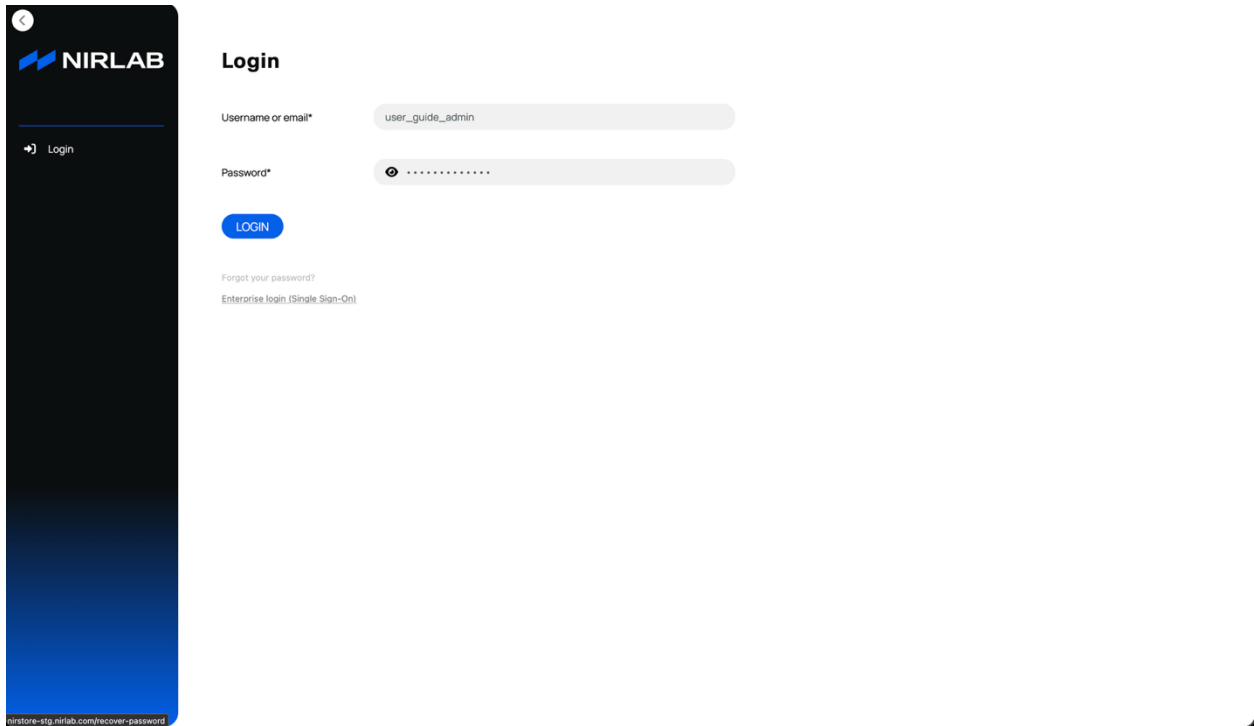 NIRLAB
Login
Login
Username or email*
user_guide_admin
Password*
LOGIN
Forgot your password?
Enterprise login (Single Sign-On)
nirstore-stg.nirlab.com/recover-password